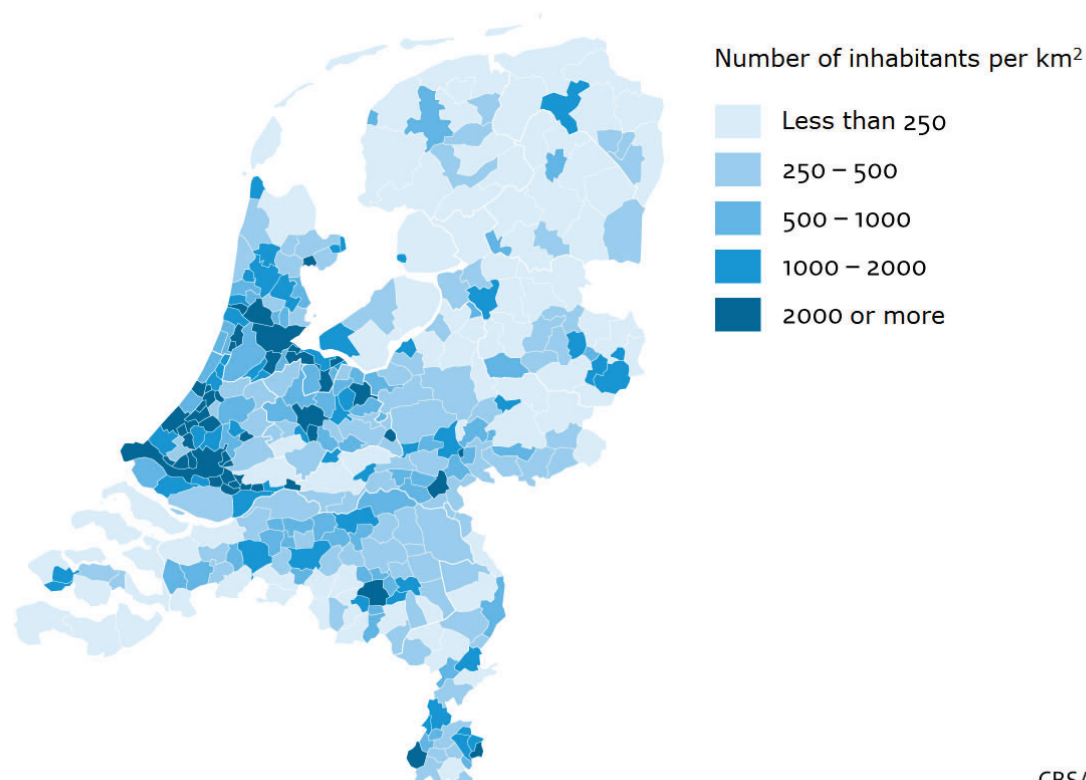 Number of inhabitants per km²
Less than 250
250 – 500
500 – 1000
1000 – 2000
2000 or more